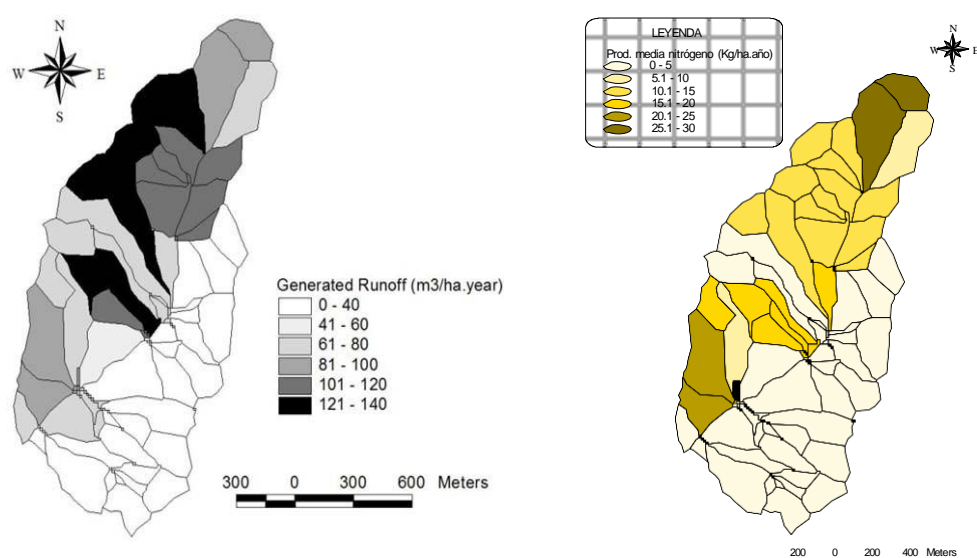 N
W E
S
Generated Runoff (m3/ha.year)
0 - 40
41 - 60
61 - 80
81 - 100
101 - 120
121 - 140
300 0 300 600 Meters
LEYENDA
Prod. media nitrógeno (Kg/ha.año)
0 - 5
5.1 - 10
10.1 - 15
15.1 - 20
20.1 - 25
25.1 - 30
N
W E
S
200 0 200 400 Meters